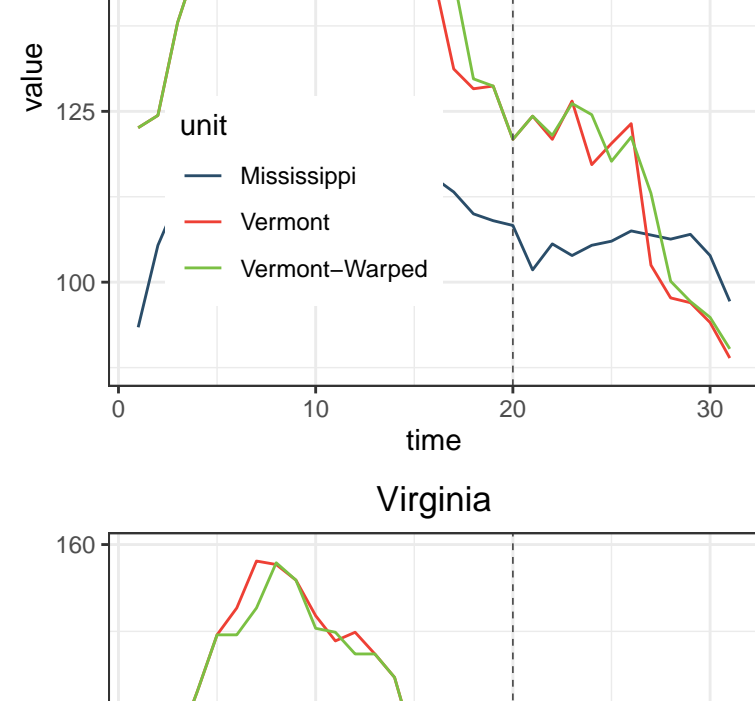 value
125
100
unit
Mississippi
Vermont
Vermont−Warped
0 10 20 30
time
Virginia
160